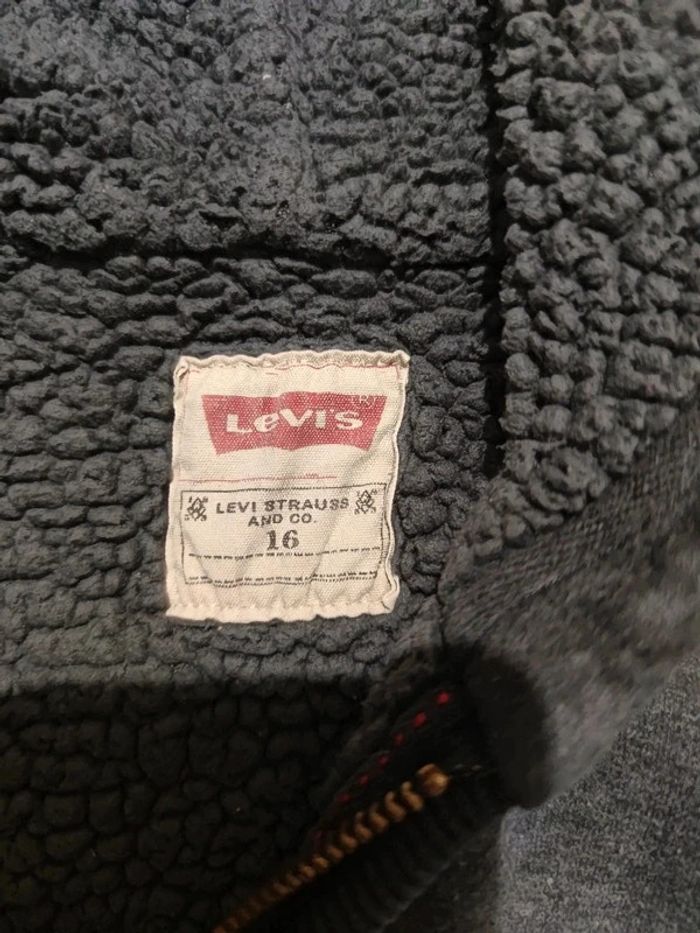 LEVI'S
(R)
LEVI STRAUSS
AND CO.
16